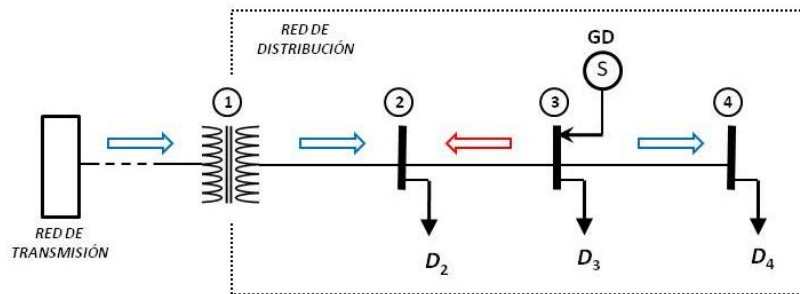 RED DE
DISTRIBUCIÓN
GD
S
1
2
3
4
RED DE
TRANSMISIÓN
D2
D3
D4